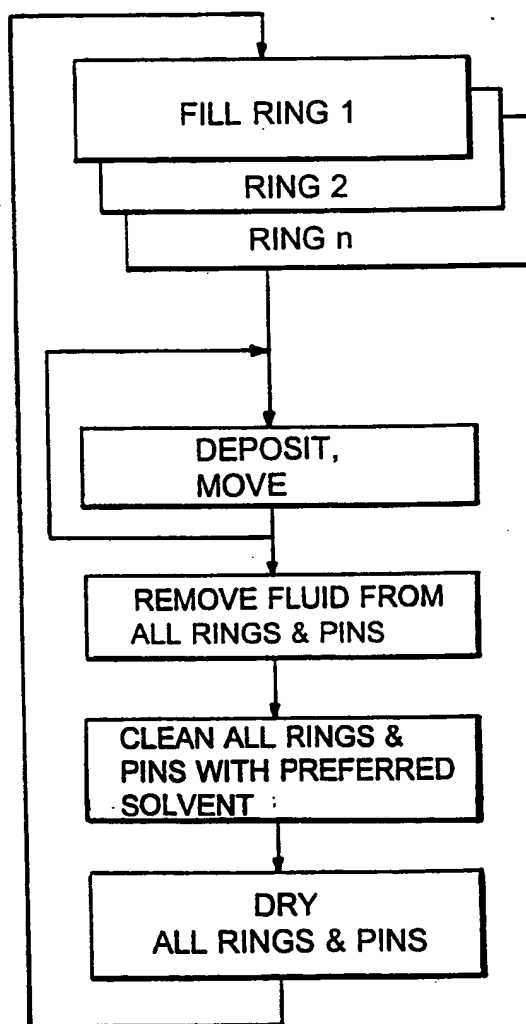 FILL RING 1
RING 2
RING n
DEPOSIT,
MOVE
REMOVE FLUID FROM
ALL RINGS & PINS
CLEAN ALL RINGS &
PINS WITH PREFERRED
SOLVENT
DRY
ALL RINGS & PINS